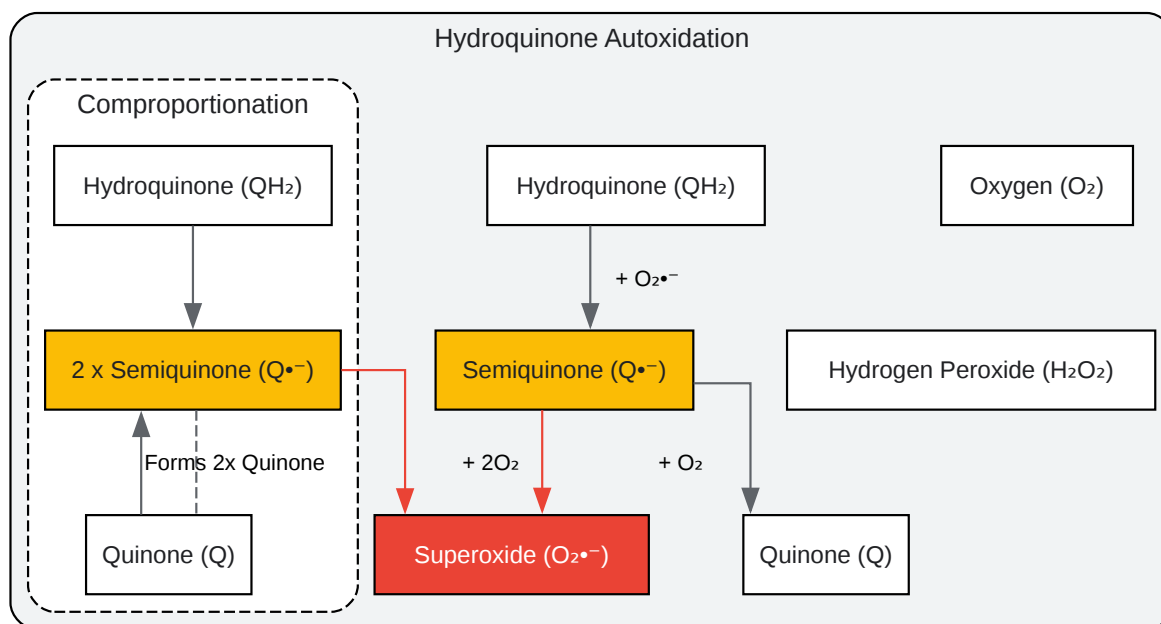 Hydroquinone Autoxidation
Comproportionation
Hydroquinone (QH₂)
Hydroquinone (QH₂)
Oxygen (O₂)
+ O₂•⁻
2 x Semiquinone (Q•⁻)
Semiquinone (Q•⁻)
Hydrogen Peroxide (H₂O₂)
Forms 2x Quinone
+ 2O₂
+ O₂
Quinone (Q)
Superoxide (O₂•⁻)
Quinone (Q)